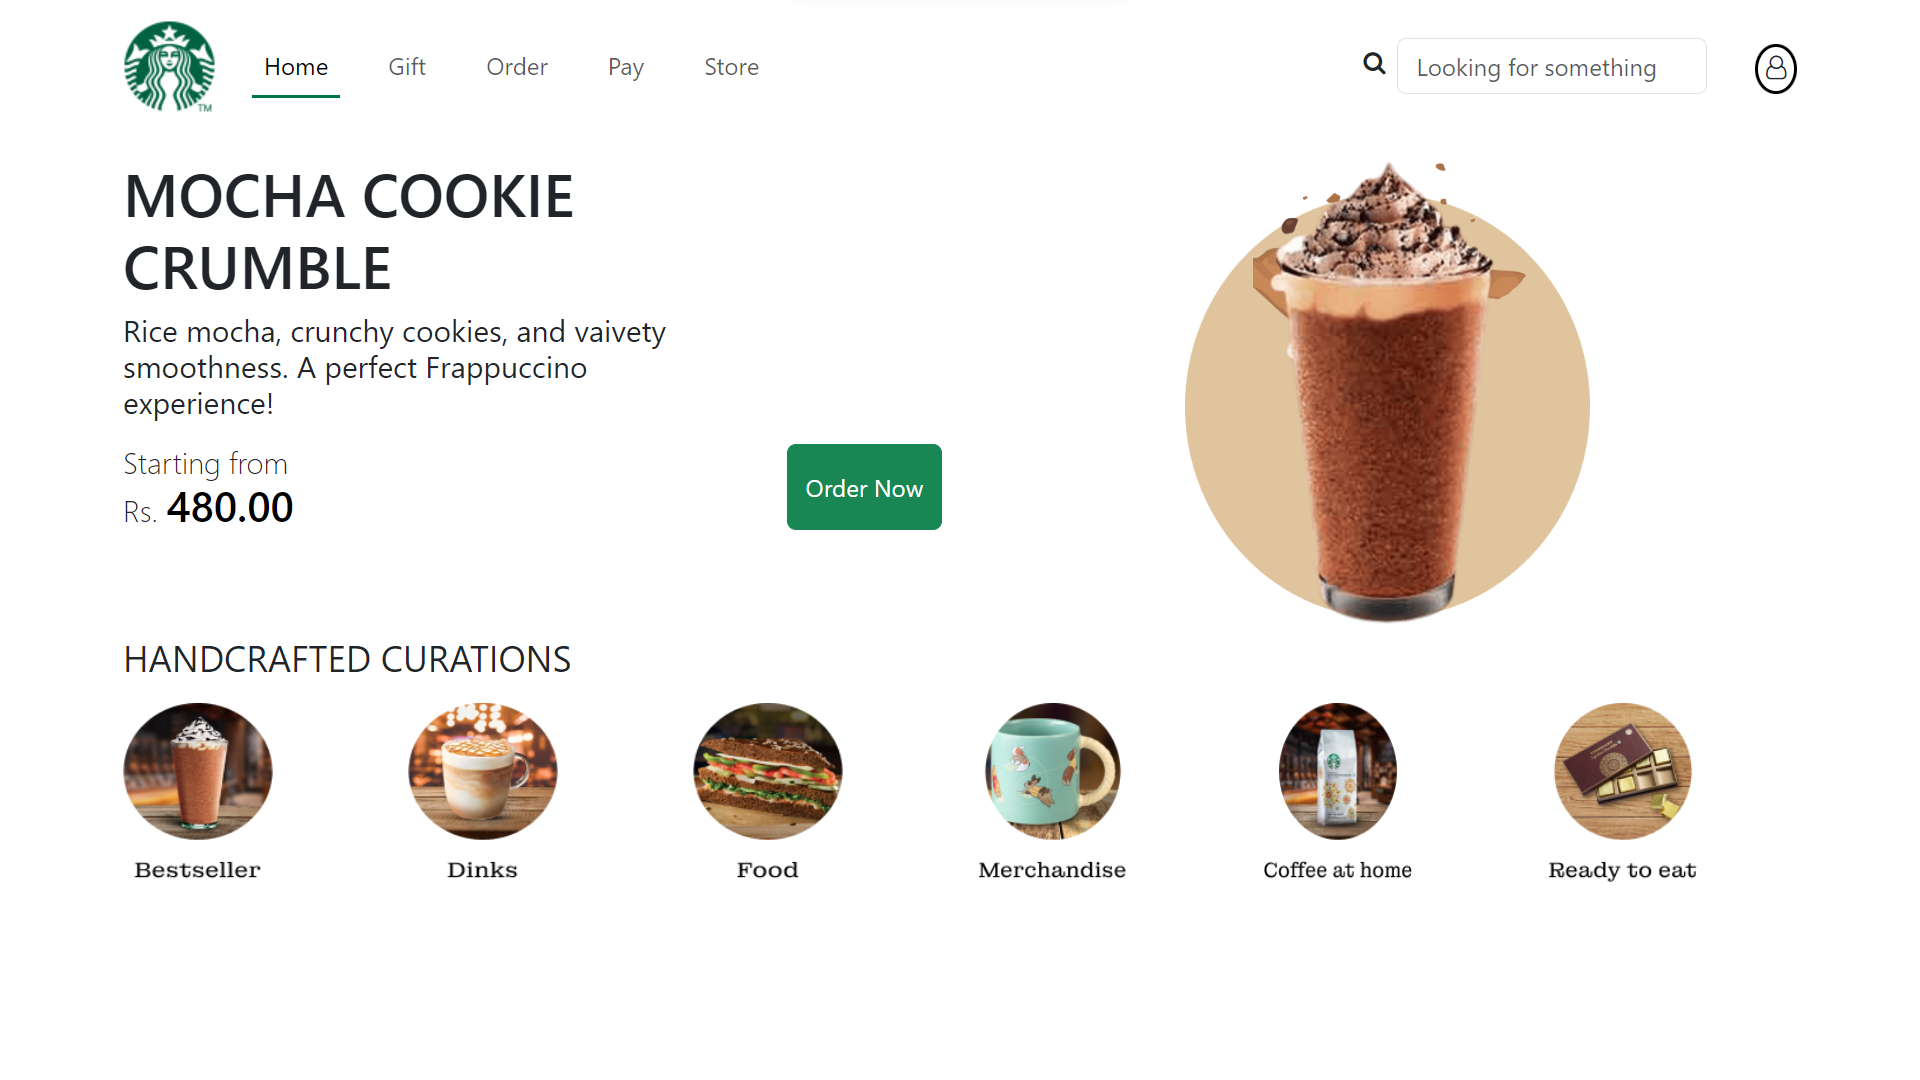 Home Gift Order Pay Store Looking for something
TM
MOCHA COOKIE
CRUMBLE
Rice mocha, crunchy cookies, and vaivety
smoothness. A perfect Frappuccino
experience!
Starting from
Rs. 480.00
Order Now
HANDCRAFTED CURATIONS
Bestseller Dinks Food Merchandise Coffee at home Ready to eat